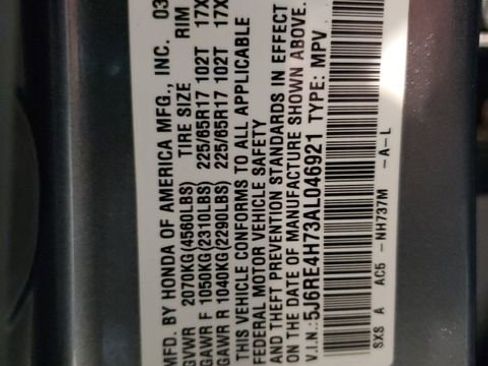 MFD. BY HONDA OF AMERICA MFG., INC. 03
GVWR 2070KG(4560LBS) TIRE SIZE RIM
GAWR F 1050KG(2310LBS) 225/65R17 102T 17X
GAWR R 1040KG(2290LBS) 225/65R17 102T 17X
THIS VEHICLE CONFORMS TO ALL APPLICABLE
FEDERAL MOTOR VEHICLE SAFETY
AND THEFT PREVENTION STANDARDS IN EFFECT
ON THE DATE OF MANUFACTURE SHOWN ABOVE.
V.I.N.: 5J6RE4H73AL046921 TYPE: MPV
SXS A AC5 -NH737M -A-L